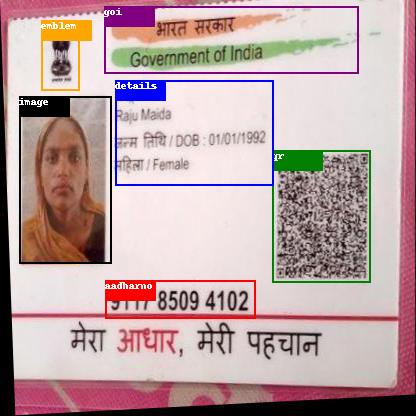 goi
emblem
भारत सरकार
Government of India
details
image
Raju Maida
जन्म तिथि / DOB : 01/01/1992
महिला / Female
qr
aadharno
8509 4102
मेरा आधार, मेरी पहचान